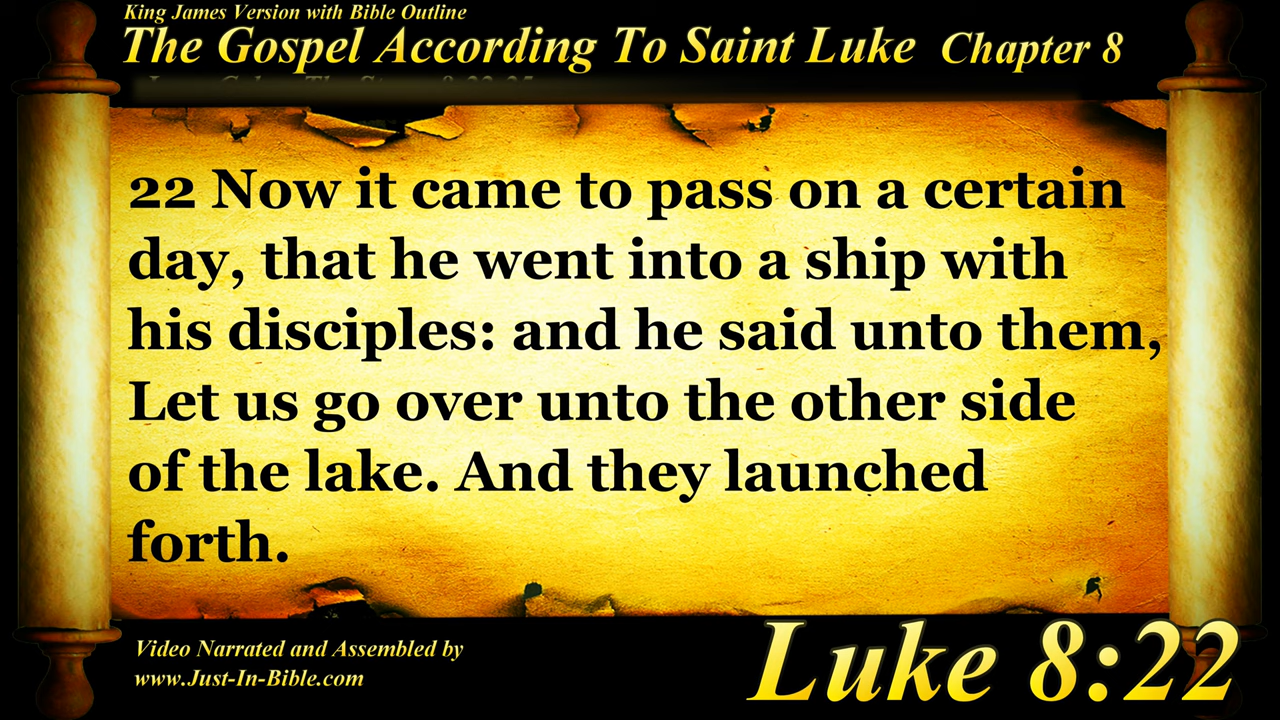 King James Version with Bible Outline
The Gospel According To Saint Luke Chapter 8
22 Now it came to pass on a certain
day, that he went into a ship with
his disciples: and he said unto them,
Let us go over unto the other side
of the lake. And they launched
forth.
Video Narrated and Assembled by
www.Just-In-Bible.com
Luke 8:22